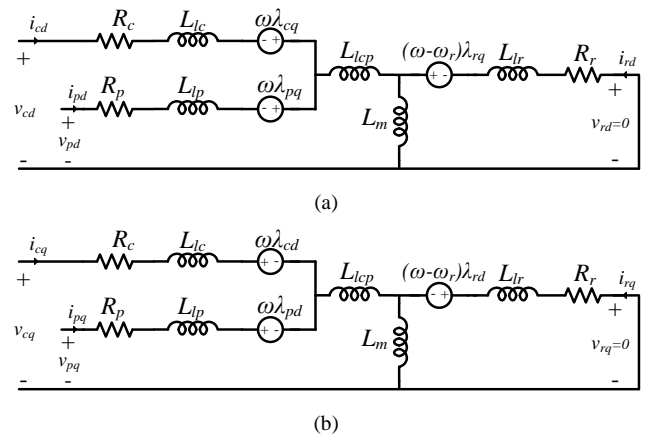 i_cd R_c L_lc ωλ_cq
- +
+
L_lcp (ω-ω_r)λ_rq L_lr R_r i_rd
+ -
v_cd i_pd R_p L_lp ωλ_pq
- +
+ +
v_pd L_m v_rd=0
- - -
(a)
i_cq R_c L_lc ωλ_cd
+ -
+
L_lcp (ω-ω_r)λ_rd L_lr R_r i_rq
- +
v_cq i_pq R_p L_lp ωλ_pd
+ -
+ +
v_pq L_m v_rq=0
- - -
(b)